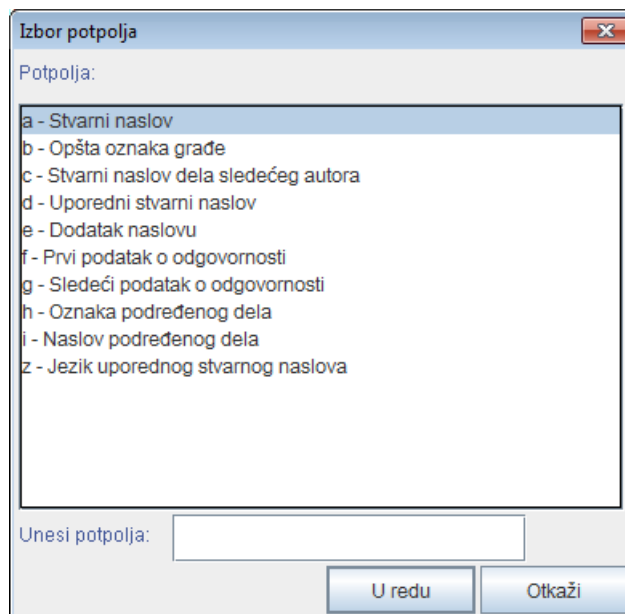 Izbor potpolja
Potpolja:
a - Stvarni naslov
b - Opšta oznaka građe
c - Stvarni naslov dela sledećeg autora
d - Uporedni stvarni naslov
e - Dodatak naslovu
f - Prvi podatak o odgovornosti
g - Sledeći podatak o odgovornosti
h - Oznaka podređenog dela
i - Naslov podređenog dela
z - Jezik uporednog stvarnog naslova
Unesi potpolja:
U redu Otkaži